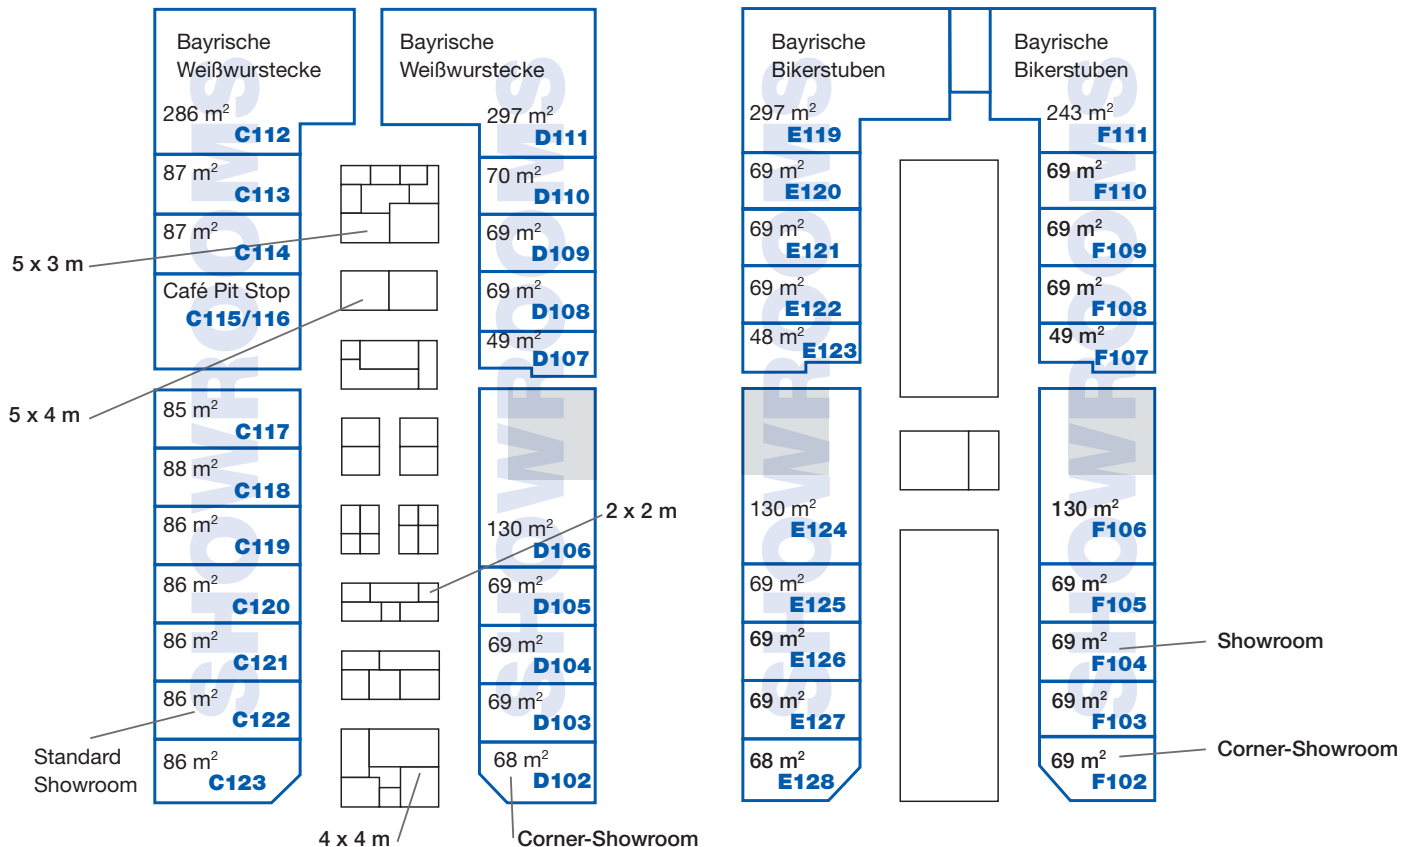 Bayrische
Weißwurstecke
286 m²
C112
87 m²
C113
87 m²
C114
Café Pit Stop
C115/116
85 m²
C117
88 m²
C118
86 m²
C119
86 m²
C120
86 m²
C121
86 m²
C122
86 m²
C123
SHOWROOMS
5 x 3 m
5 x 4 m
Standard
Showroom
2 x 2 m
4 x 4 m
Bayrische
Weißwurstecke
297 m²
D111
70 m²
D110
69 m²
D109
69 m²
D108
49 m²
D107
130 m²
D106
69 m²
D105
69 m²
D104
69 m²
D103
68 m²
D102
SHOWROOMS
Corner-Showroom
Bayrische
Bikerstuben
297 m²
E119
69 m²
E120
69 m²
E121
69 m²
E122
48 m²
E123
130 m²
E124
69 m²
E125
69 m²
E126
69 m²
E127
68 m²
E128
SHOWROOMS
Bayrische
Bikerstuben
243 m²
F111
69 m²
F110
69 m²
F109
69 m²
F108
49 m²
F107
130 m²
F106
69 m²
F105
69 m²
F104
69 m²
F103
69 m²
F102
SHOWROOMS
Showroom
Corner-Showroom